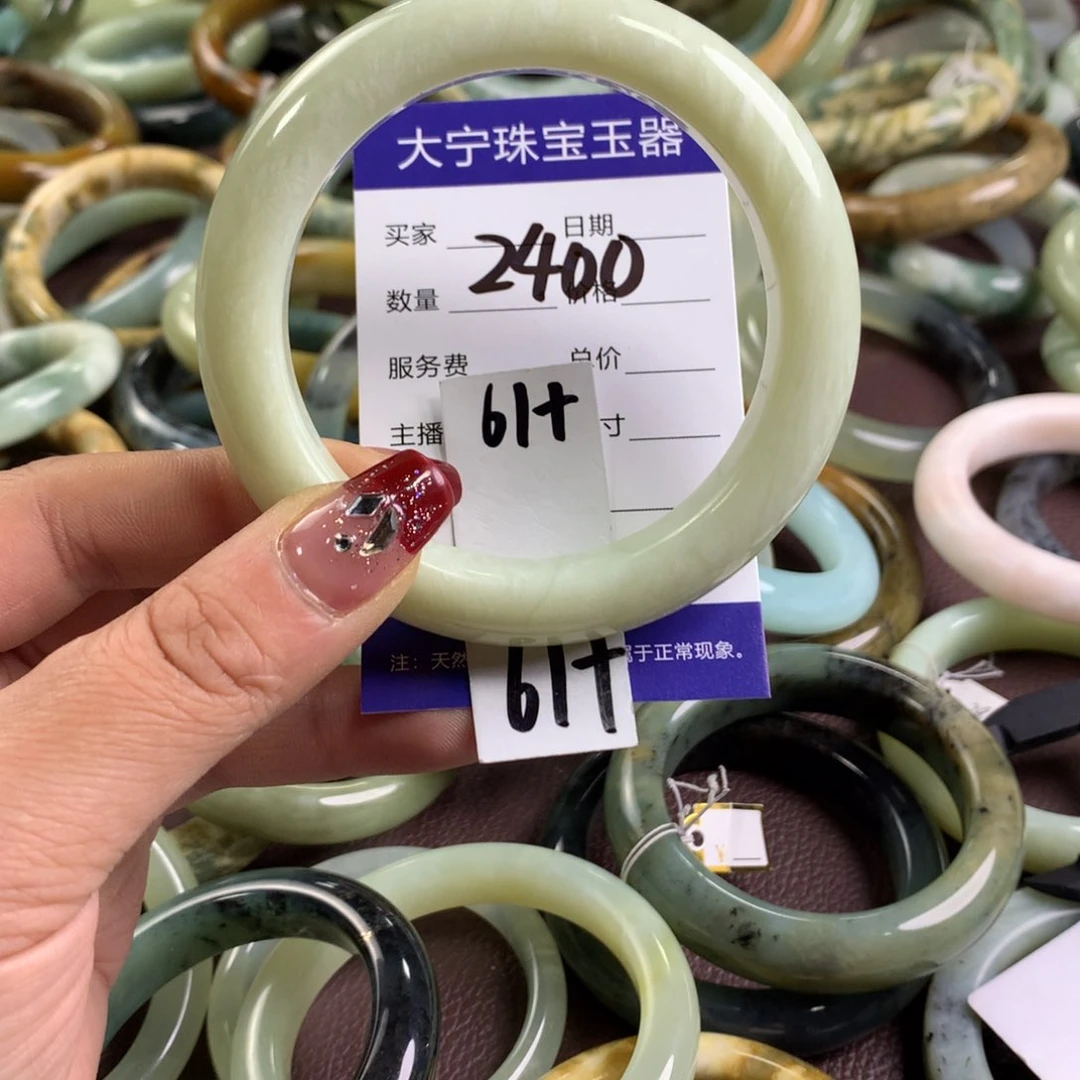 大宁珠宝玉器
买家 日期
2400
数量 价格
服务费 总价
主播 寸
61+
注：天然 属于正常现象。
61+